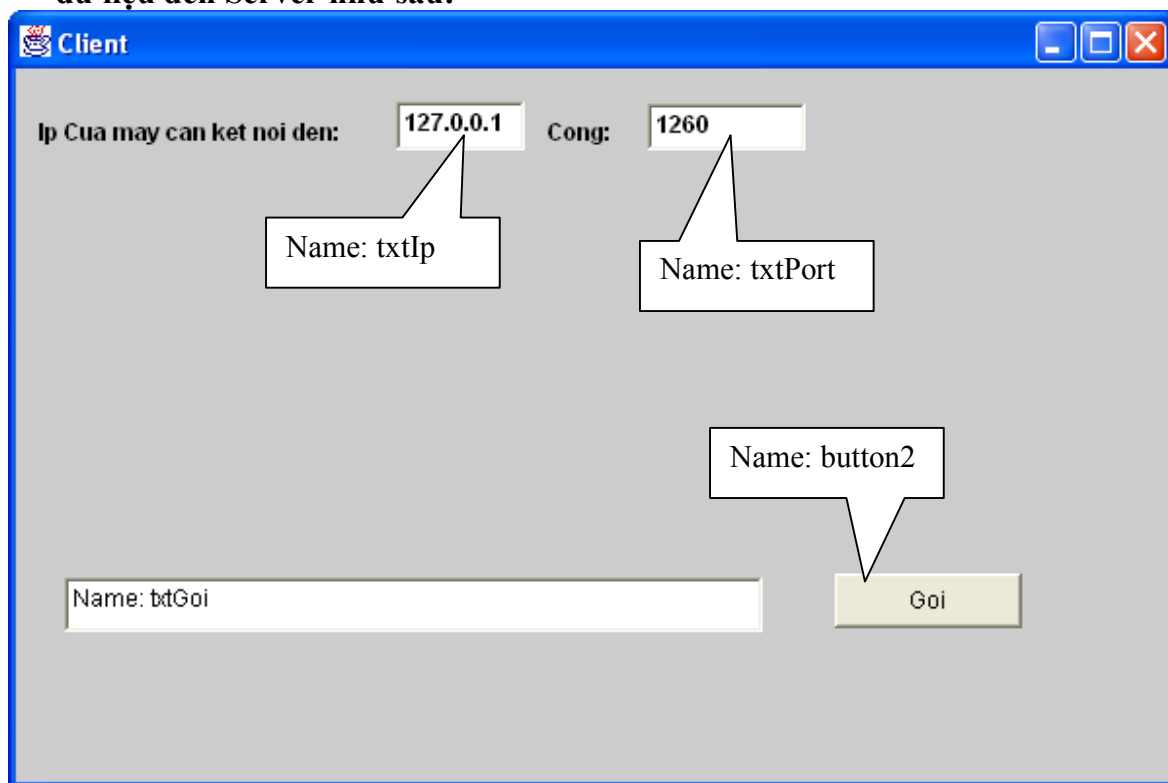 dữ liệu đến Server như sau:
Client
Ip Cua may can ket noi den:
127.0.0.1
Cong:
1260
Name: txtIp
Name: txtPort
Name: button2
Name: txtGoi
Goi